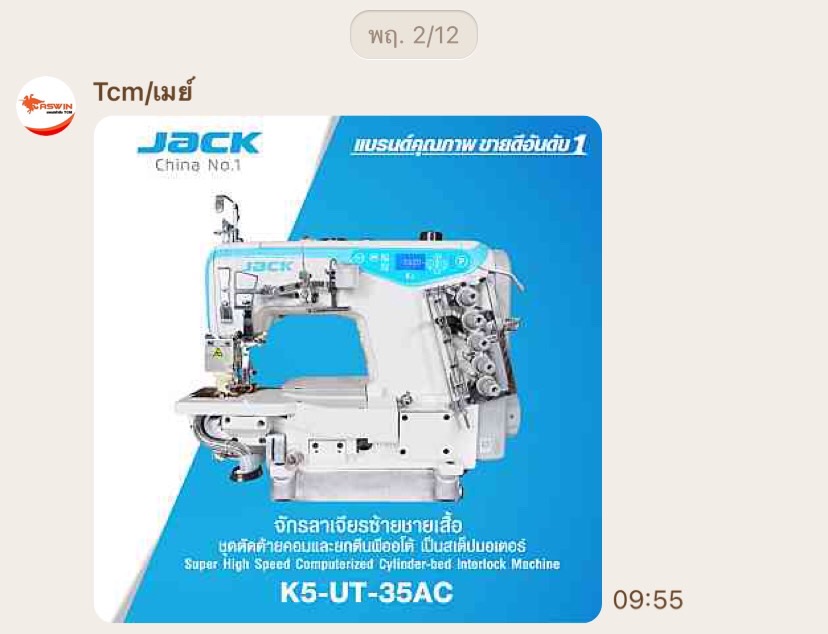 พฤ. 2/12
Tcm/เมย์
ASWIN
JACK
China No.1
แบรนด์คุณภาพ ขายดีอันดับ 1
JACK
จักรลาเจียรซ้ายชายเสื้อ
ชุดตัดด้ายคอมและยกตีนผีออโต้ เป็นสเต็ปมอเตอร์
Super High Speed Computerized Cylinder-bed Interlock Machine
K5-UT-35AC
09:55